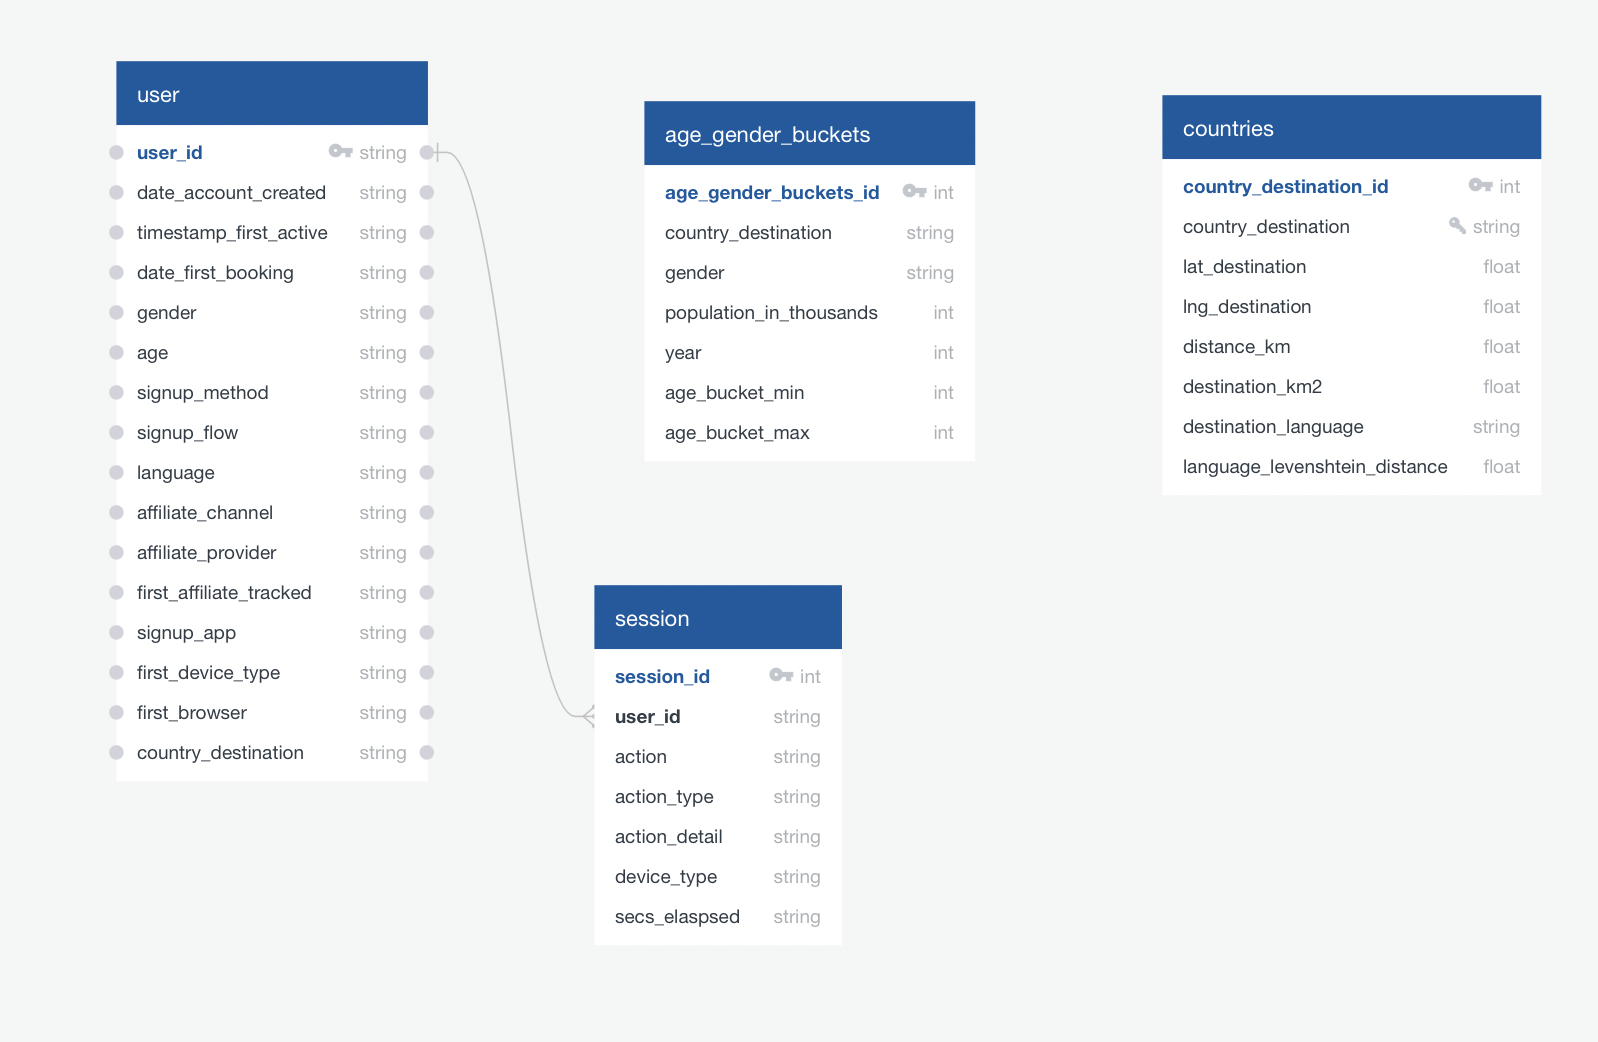 user
user_id string
date_account_created string
timestamp_first_active string
date_first_booking string
gender string
age string
signup_method string
signup_flow string
language string
affiliate_channel string
affiliate_provider string
first_affiliate_tracked string
signup_app string
first_device_type string
first_browser string
country_destination string
age_gender_buckets
age_gender_buckets_id int
country_destination string
gender string
population_in_thousands int
year int
age_bucket_min int
age_bucket_max int
countries
country_destination_id int
country_destination string
lat_destination float
lng_destination float
distance_km float
destination_km2 float
destination_language string
language_levenshtein_distance float
session
session_id int
user_id string
action string
action_type string
action_detail string
device_type string
secs_elaspsed string